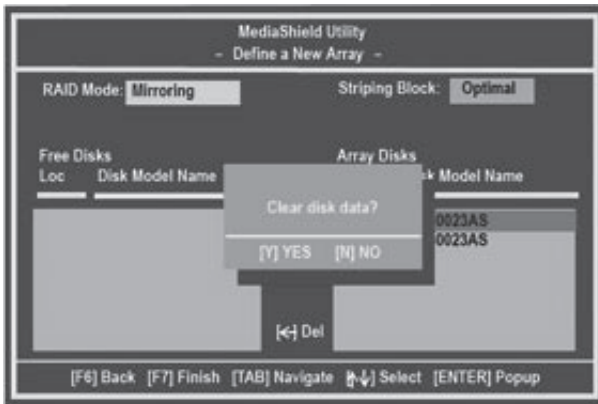 MediaShield Utility
- Define a New Array -
RAID Mode: Mirroring Striping Block: Optimal
Free Disks Array Disks
Loc Disk Model Name k Model Name
Clear disk data?
0023AS
0023AS
[Y] YES [N] NO
[←] Del
[F6] Back [F7] Finish [TAB] Navigate [↑↓] Select [ENTER] Popup